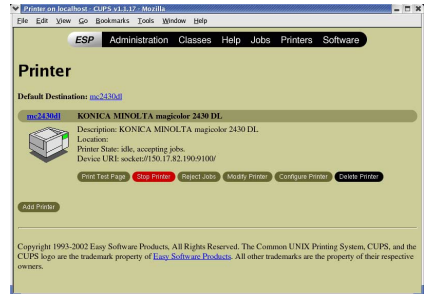 Printer on localhost - CUPS v1.1.17 - Mozilla
File Edit View Go Bookmarks Tools Window Help
ESP Administration Classes Help Jobs Printers Software
Printer
Default Destination: mc2430dl
mc2430dl KONICA MINOLTA magicolor 2430 DL
Description: KONICA MINOLTA magicolor 2430 DL
Location:
Printer State: idle, accepting jobs.
Device URI: socket://150.17.82.190:9100/
Print Test Page Stop Printer Reject Jobs Modify Printer Configure Printer Delete Printer
Add Printer
Copyright 1993-2002 Easy Software Products, All Rights Reserved. The Common UNIX Printing System, CUPS, and the
CUPS logo are the trademark property of Easy Software Products. All other trademarks are the property of their respective
owners.